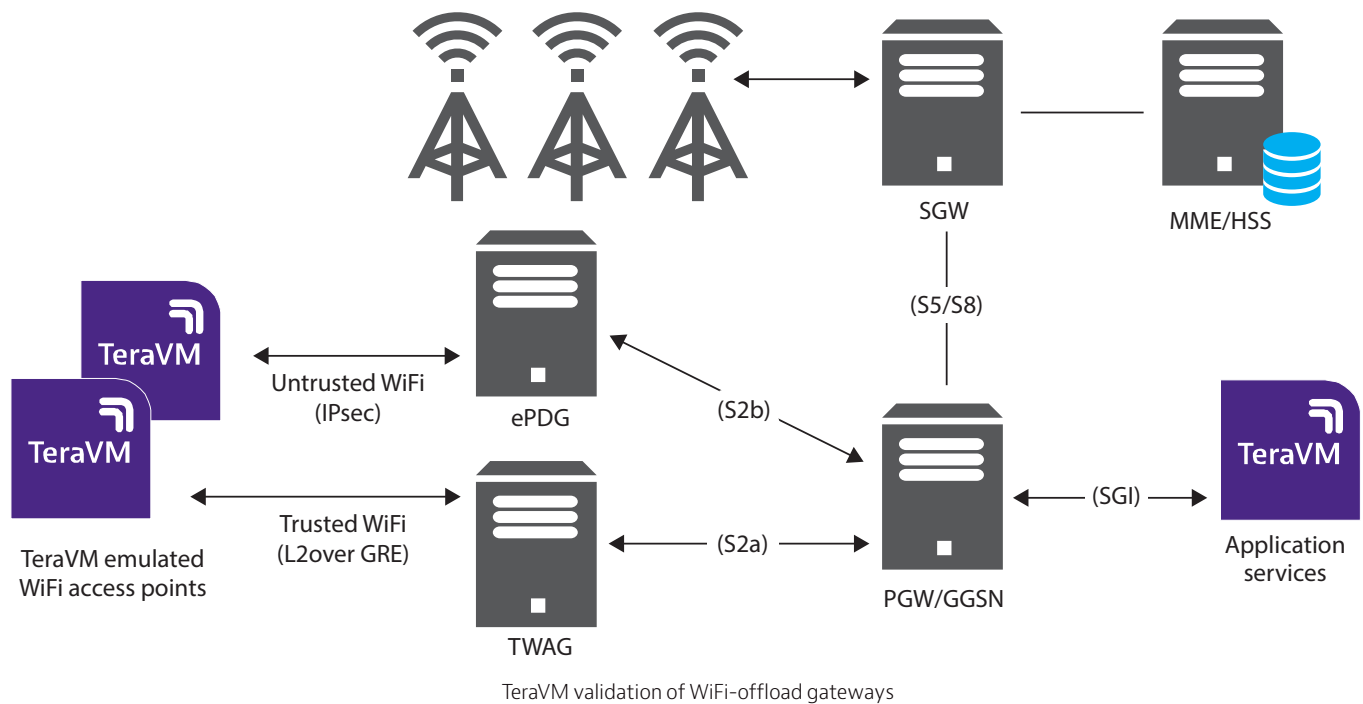 SGW
MME/HSS
(S5/S8)
TeraVM
TeraVM
Untrusted WiFi
(IPsec)
ePDG
(S2b)
TeraVM
(SGI)
Trusted WiFi
(L2over GRE)
(S2a)
TeraVM emulated
WiFi access points
Application
services
PGW/GGSN
TWAG
TeraVM validation of WiFi-offload gateways